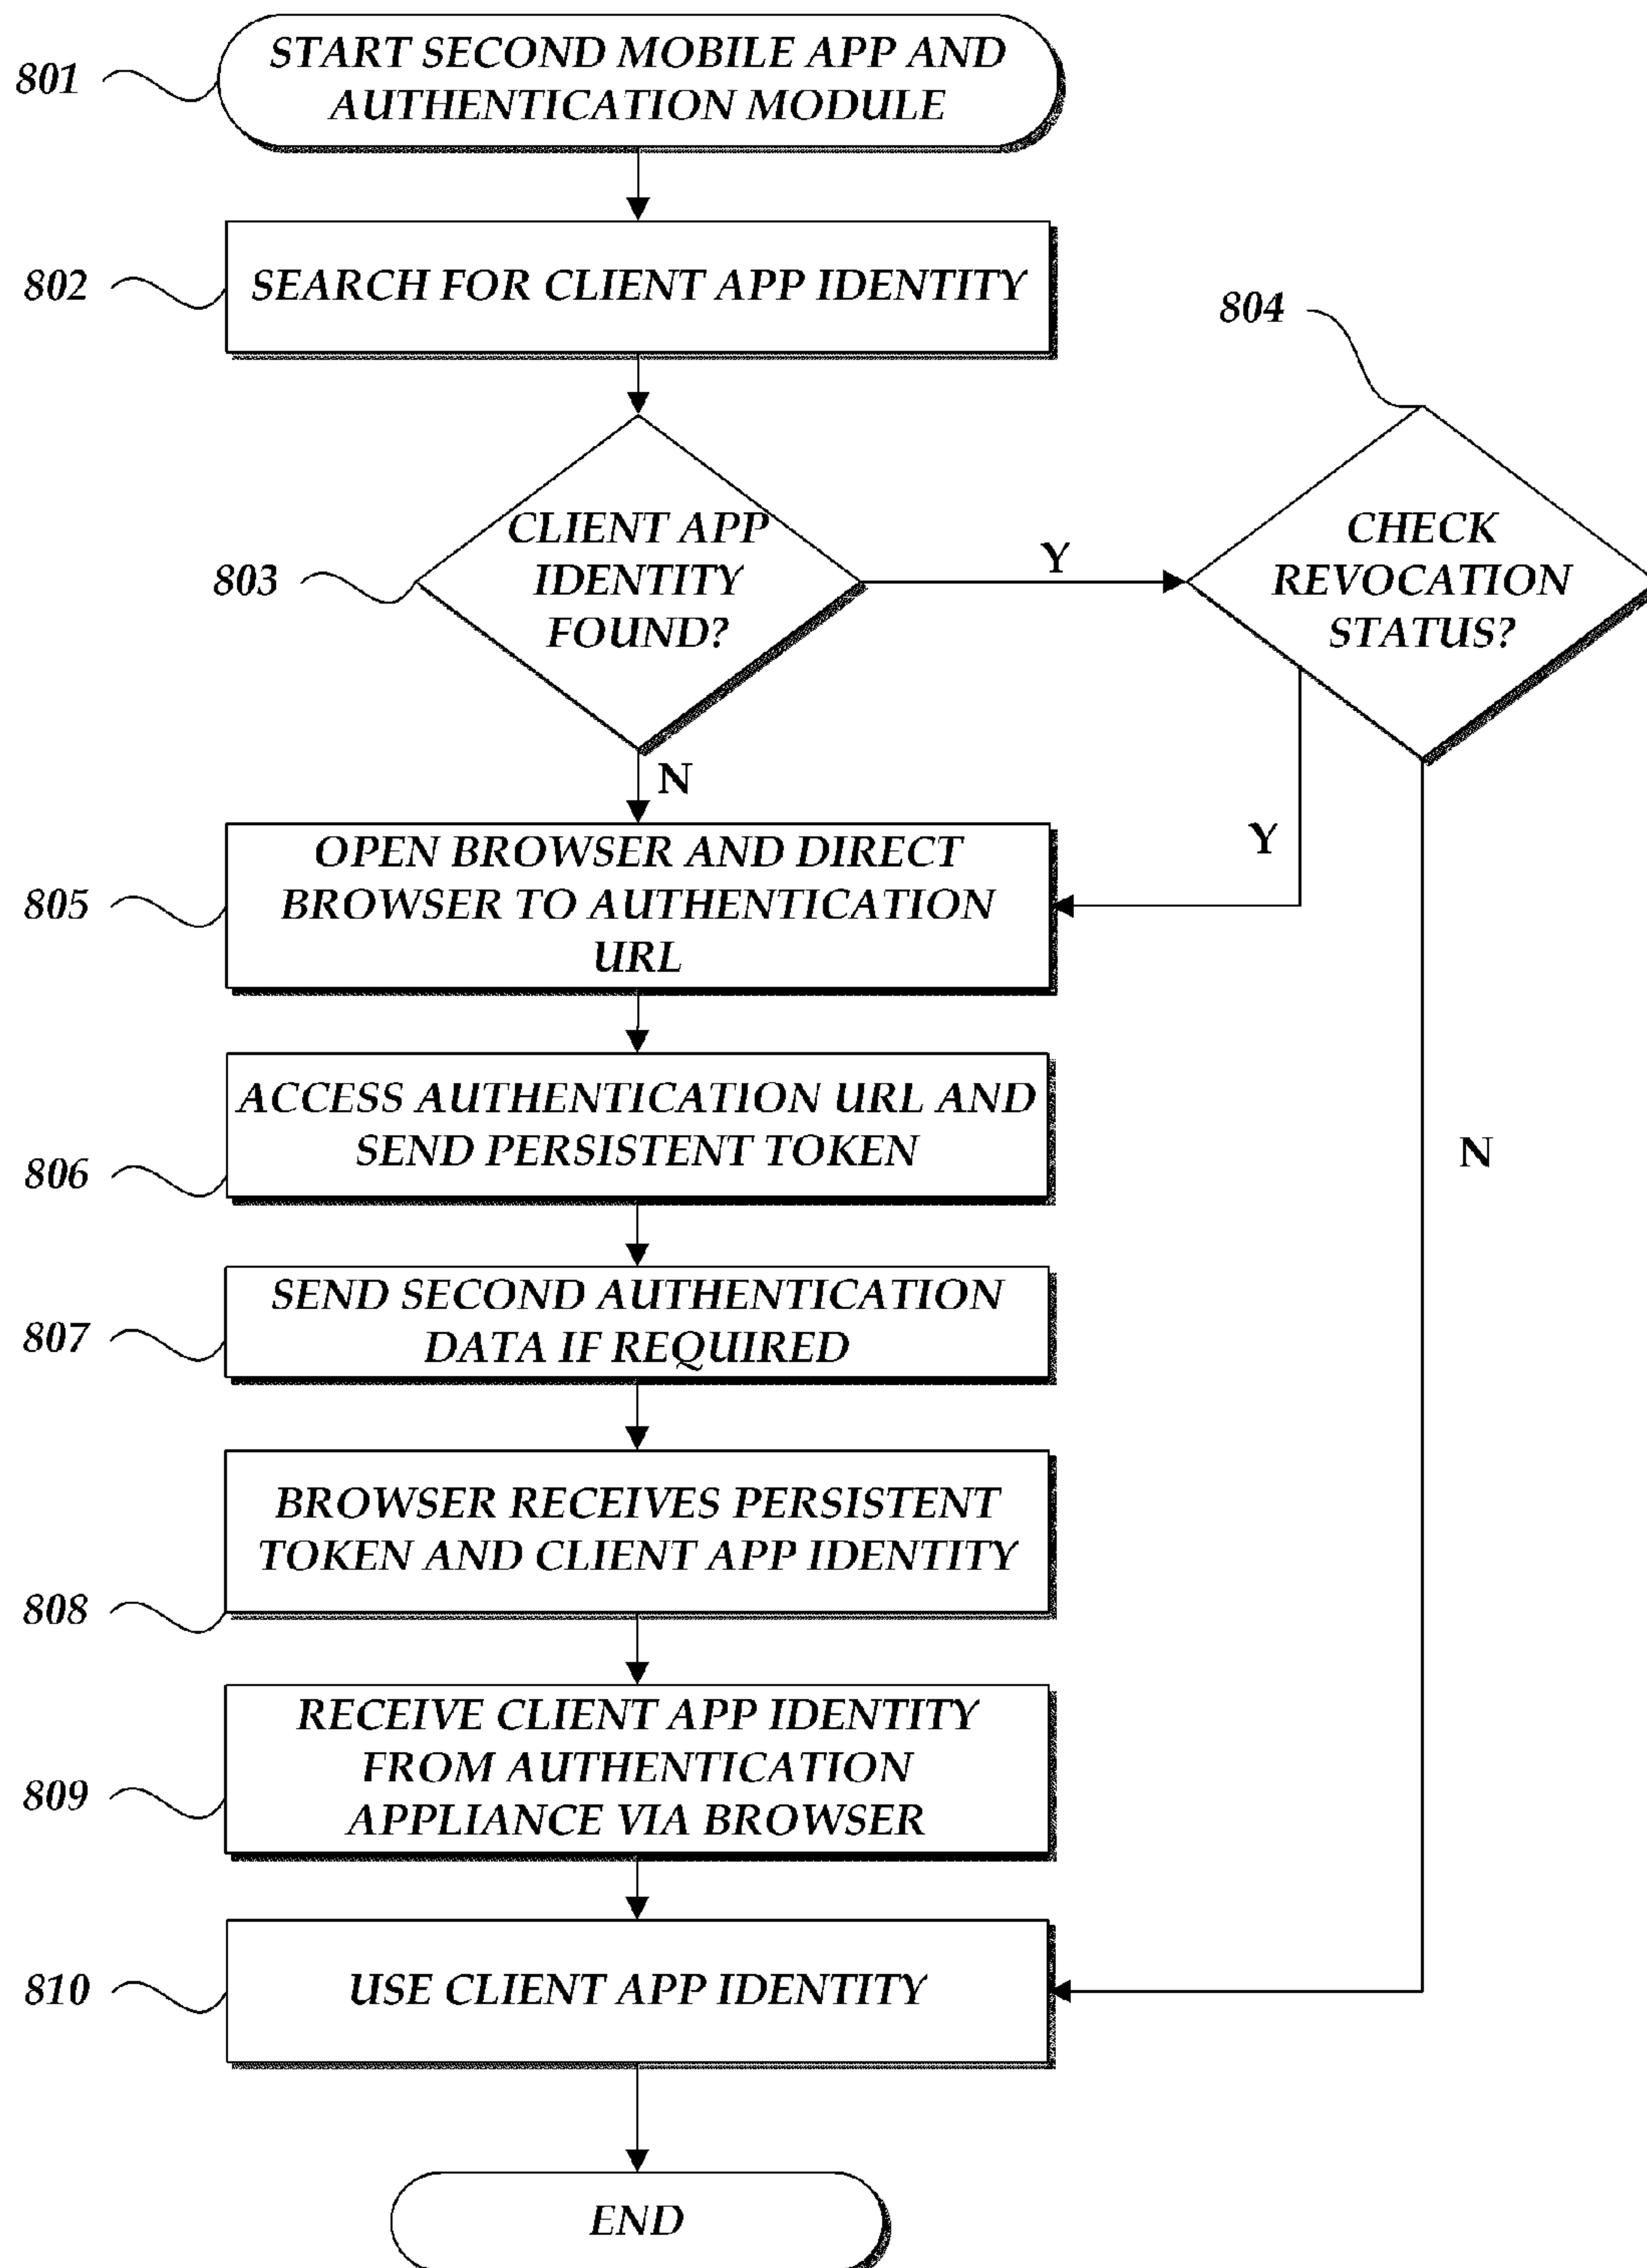 801
START SECOND MOBILE APP AND
AUTHENTICATION MODULE
802
SEARCH FOR CLIENT APP IDENTITY
804
803
CLIENT APP
IDENTITY
FOUND?
Y
CHECK
REVOCATION
STATUS?
N
Y
805
OPEN BROWSER AND DIRECT
BROWSER TO AUTHENTICATION
URL
806
ACCESS AUTHENTICATION URL AND
SEND PERSISTENT TOKEN
N
807
SEND SECOND AUTHENTICATION
DATA IF REQUIRED
808
BROWSER RECEIVES PERSISTENT
TOKEN AND CLIENT APP IDENTITY
809
RECEIVE CLIENT APP IDENTITY
FROM AUTHENTICATION
APPLIANCE VIA BROWSER
810
USE CLIENT APP IDENTITY
END